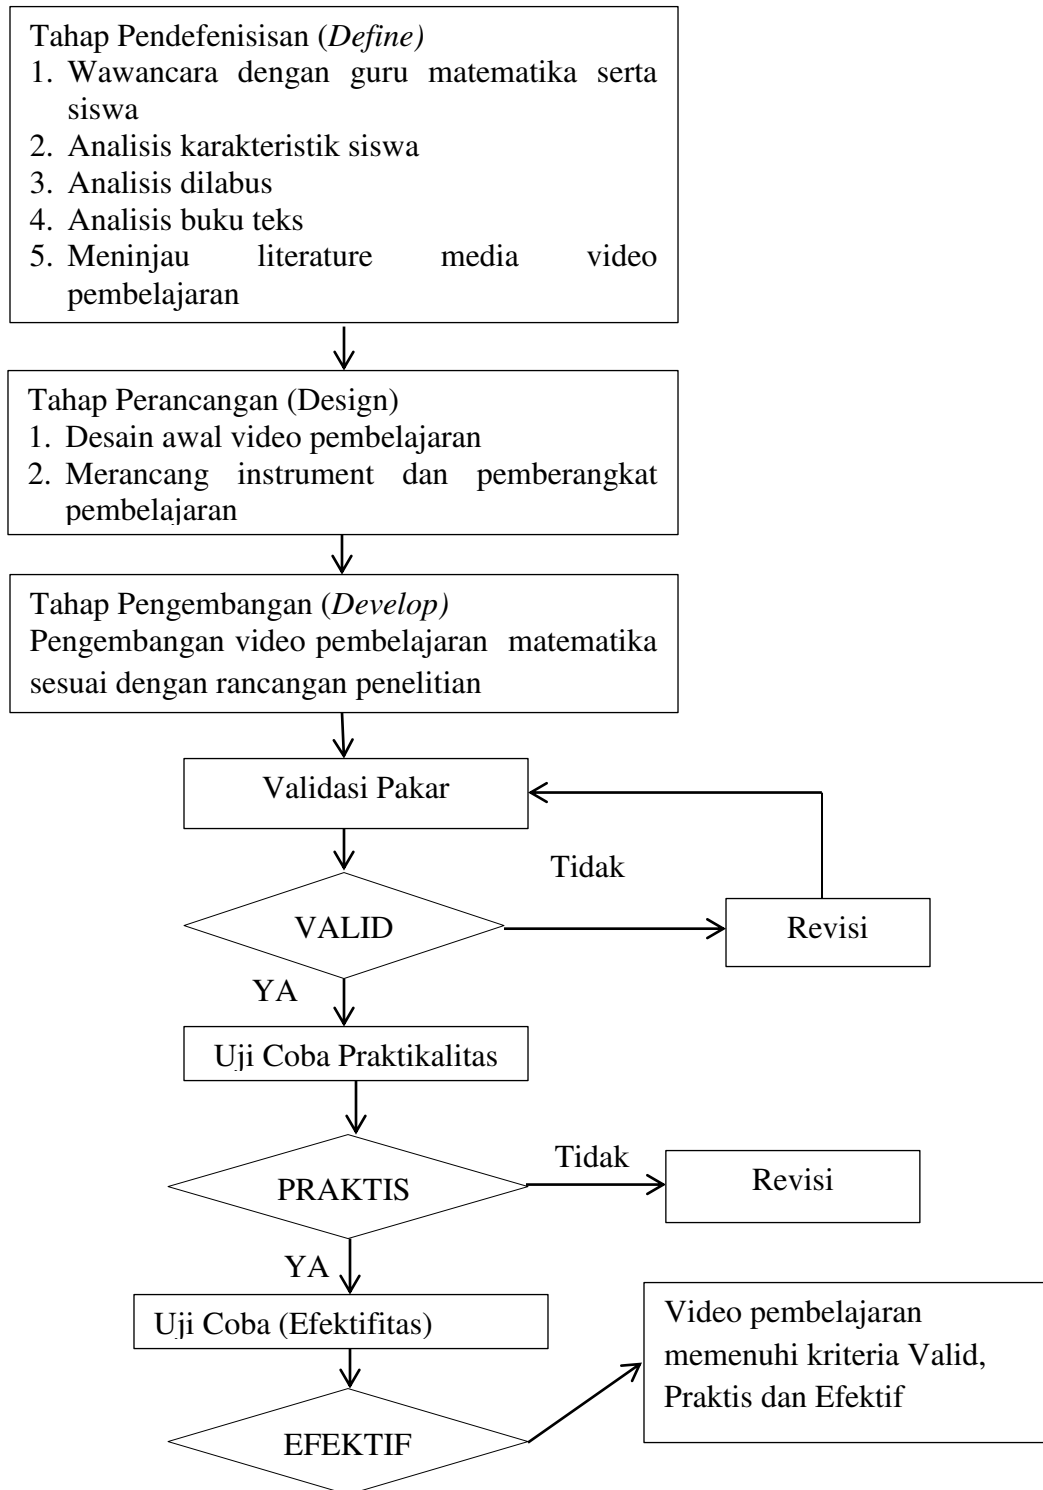 Tahap Pendefenisisan (Define)
1. Wawancara dengan guru matematika serta
siswa
2. Analisis karakteristik siswa
3. Analisis dilabus
4. Analisis buku teks
5. Meninjau literature media video
pembelajaran
Tahap Perancangan (Design)
1. Desain awal video pembelajaran
2. Merancang instrument dan pemberangkat
pembelajaran
Tahap Pengembangan (Develop)
Pengembangan video pembelajaran matematika
sesuai dengan rancangan penelitian
Validasi Pakar
Tidak
VALID
Revisi
YA
Uji Coba Praktikalitas
Tidak
PRAKTIS
Revisi
YA
Uji Coba (Efektifitas)
Video pembelajaran
memenuhi kriteria Valid,
Praktis dan Efektif
EFEKTIF